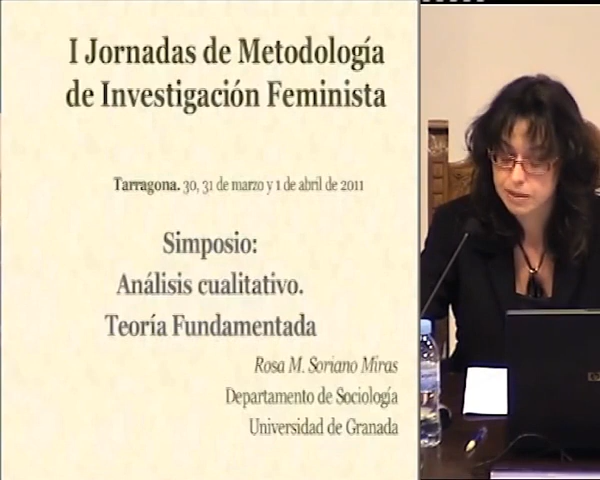 I Jornadas de Metodología
de Investigación Feminista
Tarragona. 30, 31 de marzo y 1 de abril de 2011
Simposio:
Análisis cualitativo.
Teoría Fundamentada
Rosa M. Soriano Miras
Departamento de Sociología
Universidad de Granada